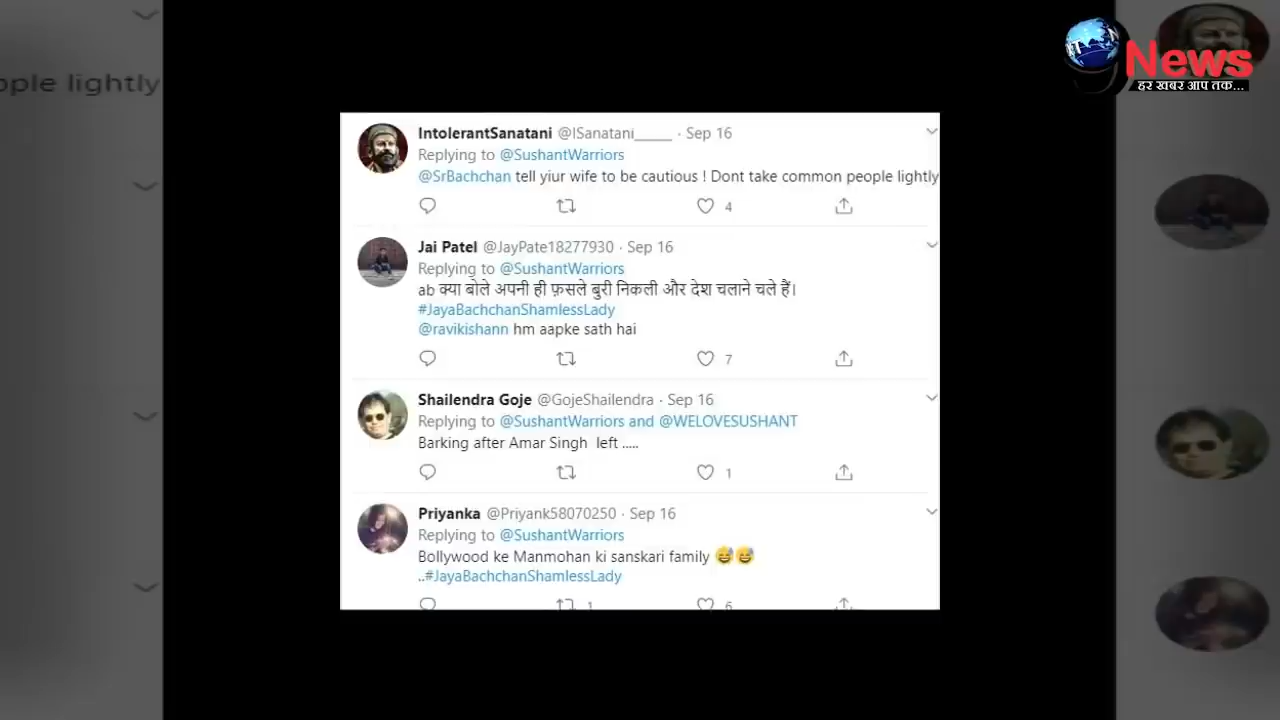 ople lightly
News
हर खबर आप तक...
IntolerantSanatani @ISanatani_____ · Sep 16
Replying to @SushantWarriors
@SrBachchan tell yiur wife to be cautious ! Dont take common people lightly
4
Jai Patel @JayPate18277930 · Sep 16
Replying to @SushantWarriors
ab क्या बोले अपनी ही फ़सले बुरी निकली और देश चलाने चले हैं।
#JayaBachchanShamlessLady
@ravikishann hm aapke sath hai
7
Shailendra Goje @GojeShailendra · Sep 16
Replying to @SushantWarriors and @WELOVESUSHANT
Barking after Amar Singh left .....
1
Priyanka @Priyank58070250 · Sep 16
Replying to @SushantWarriors
Bollywood ke Manmohan ki sanskari family 😅😅
..#JayaBachchanShamlessLady
1 6